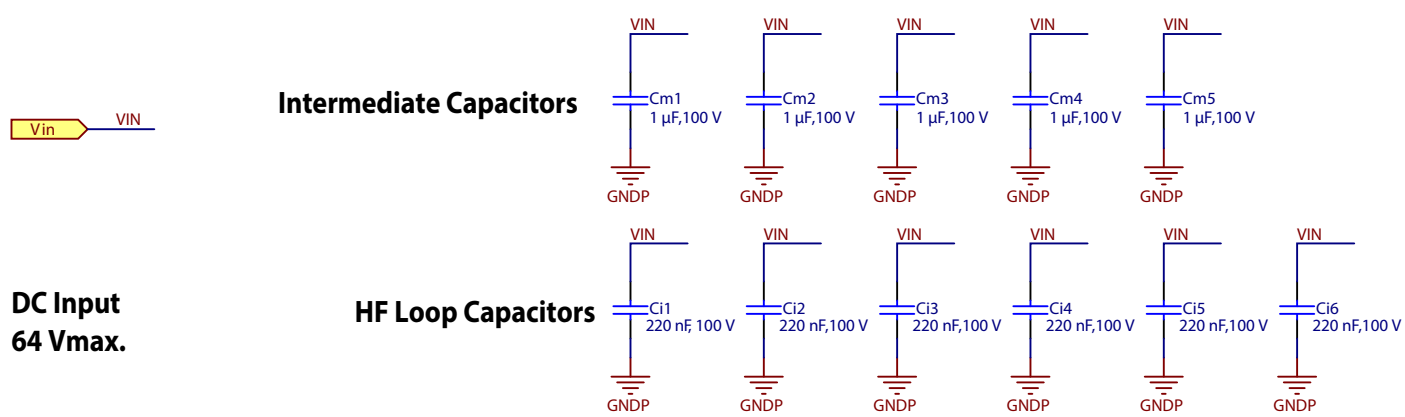 VIN VIN VIN VIN VIN
Intermediate Capacitors
Cm1 Cm2 Cm3 Cm4 Cm5
1 µF,100 V 1 µF,100 V 1 µF,100 V 1 µF,100 V 1 µF,100 V
Vin VIN
GNDP GNDP GNDP GNDP GNDP
VIN VIN VIN VIN VIN VIN
DC Input
64 Vmax.
HF Loop Capacitors
Ci1 Ci2 Ci3 Ci4 Ci5 Ci6
220 nF, 100 V 220 nF,100 V 220 nF,100 V 220 nF,100 V 220 nF,100 V 220 nF,100 V
GNDP GNDP GNDP GNDP GNDP GNDP